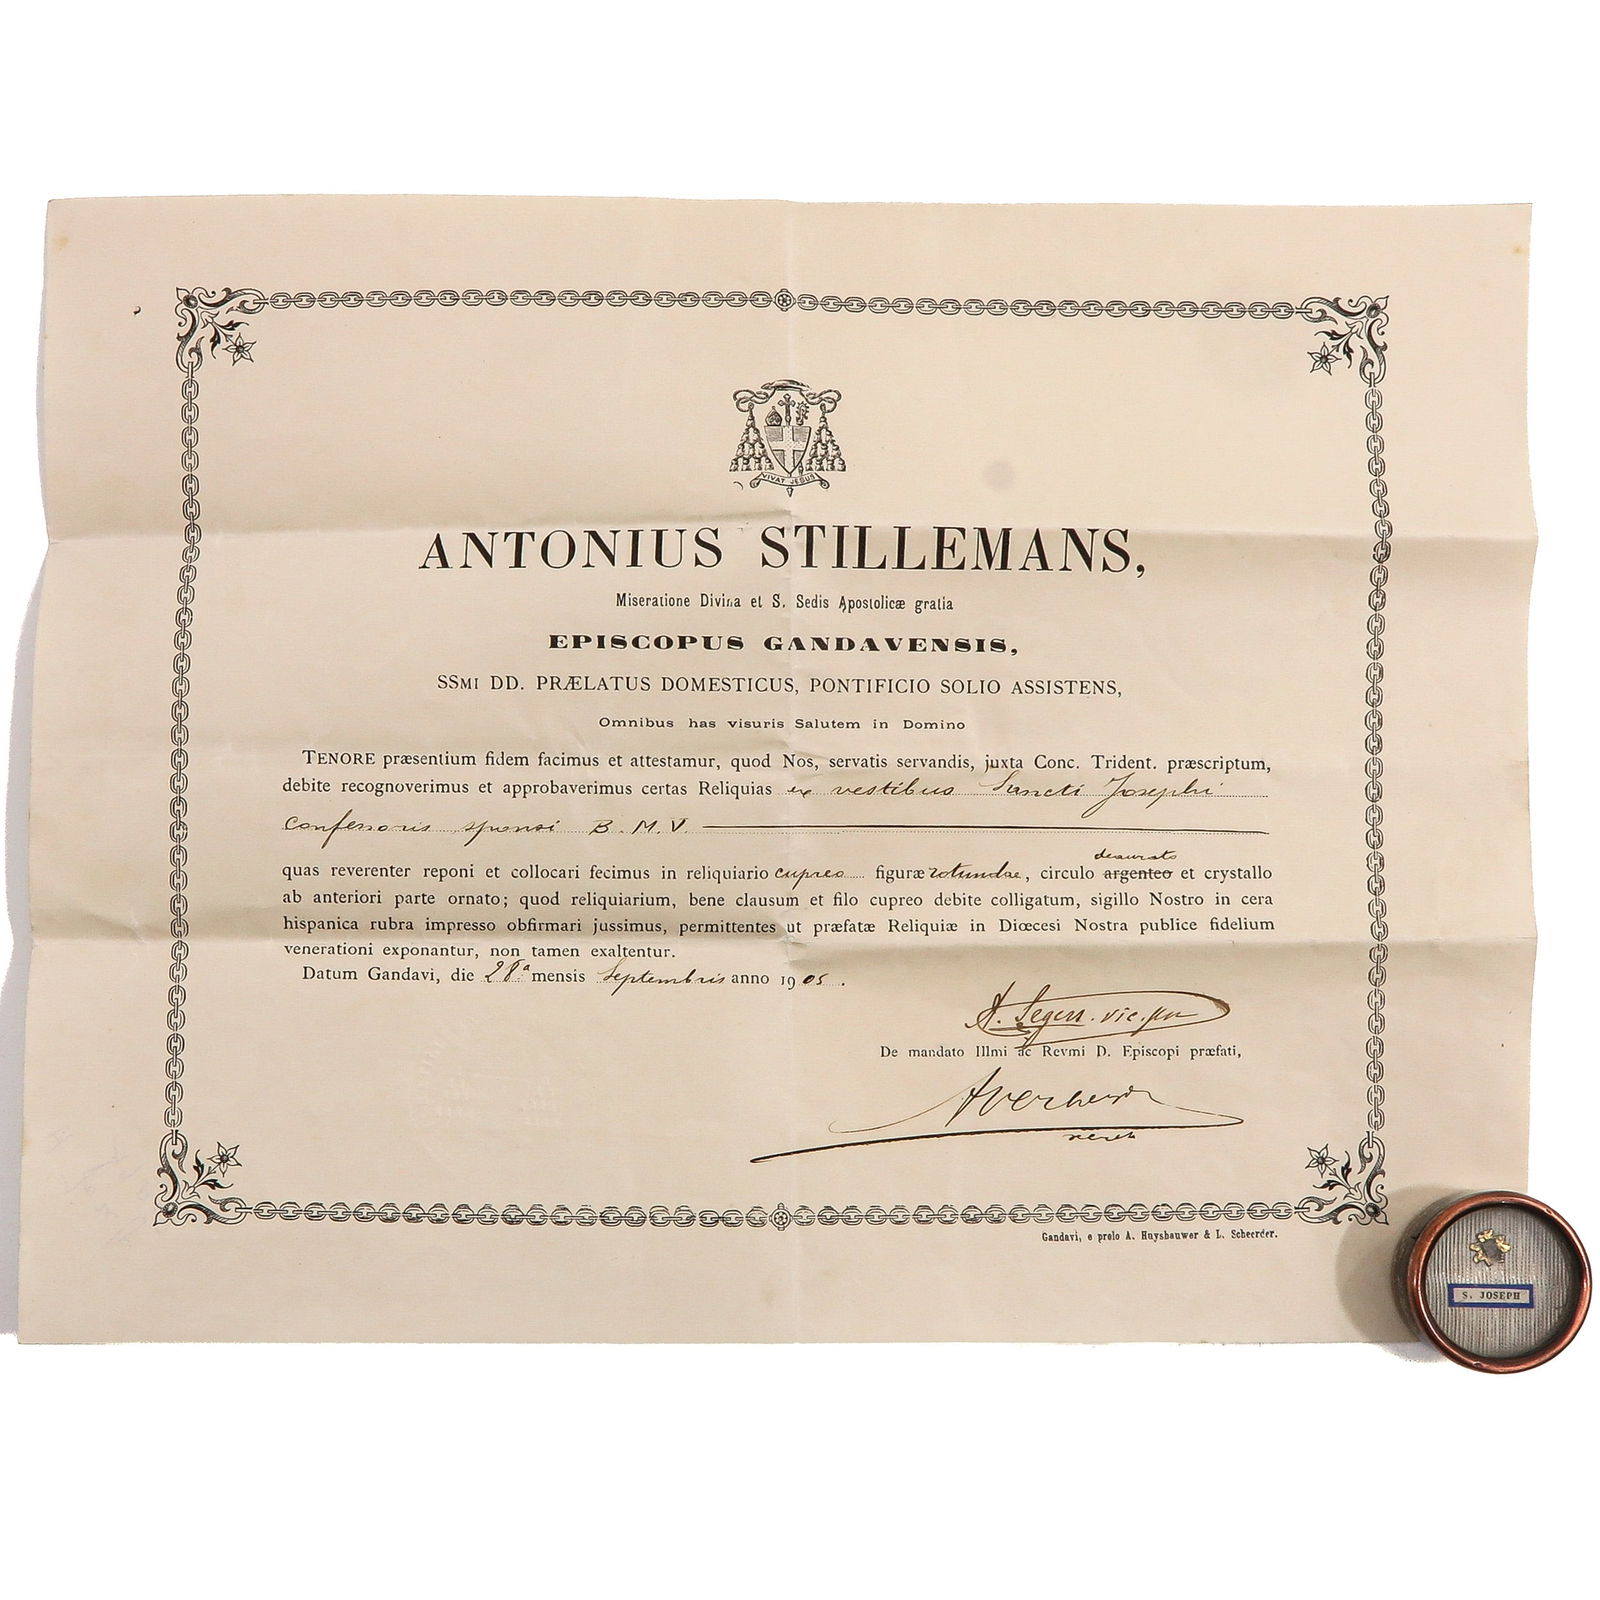 VIVAT JESUS
ANTONIUS STILLEMANS,
Miseratione Divina et S. Sedis Apostolicæ gratia
EPISCOPUS GANDAVENSIS,
SSMI DD. PRÆLATUS DOMESTICUS, PONTIFICIO SOLIO ASSISTENS,
Omnibus has visuris Salutem in Domino
TENORE præsentium fidem facimus et attestamur, quod Nos, servatis servandis, juxta Conc. Trident. præscriptum,
debite recognoverimus et approbaverimus certas Reliquias ex vestibus Sancti Josephi
confessoris sponsi B. M. V.
deaurato
quas reverenter reponi et collocari fecimus in reliquiario cupreo figuræ rotundae, circulo argenteo et crystallo
ab anteriori parte ornato; quod reliquiarium, bene clausum et filo cupreo debite colligatum, sigillo Nostro in cera
hispanica rubra impresso obfirmari jussimus, permittentes ut præfatæ Reliquiæ in Diœcesi Nostra publice fidelium
venerationi exponantur, non tamen exaltentur.
Datum Gandavi, die 28ª mensis Septembris anno 1905.
A. Segers. vic.
De mandato Illmi ac Revmi D. Episcopi præfati,
Gandavi, e prelo A. Huyshauwer & L. Scheerder.
S. JOSEPH